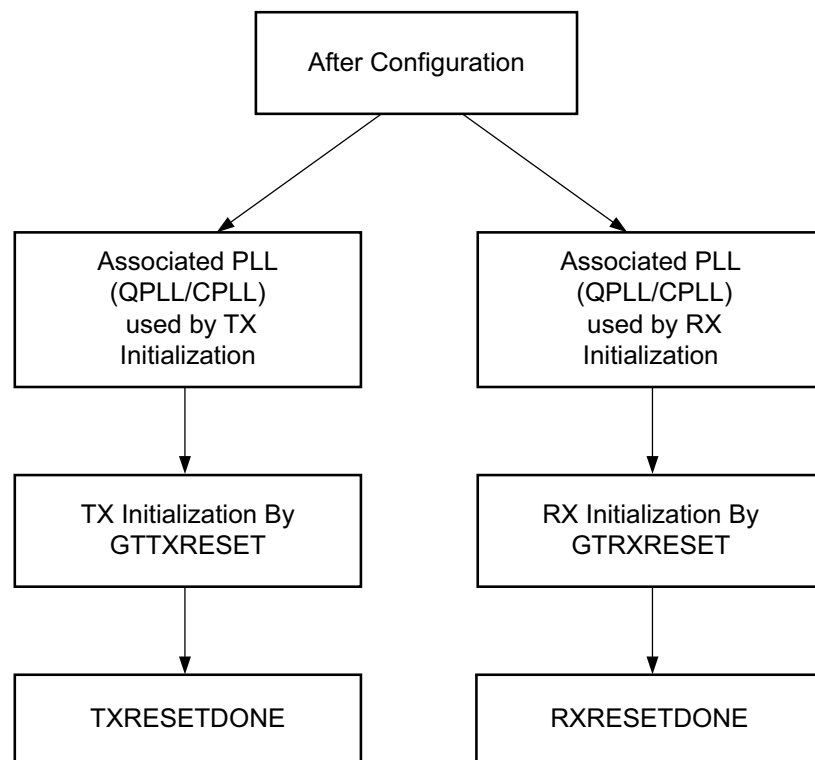 After Configuration
Associated PLL
(QPLL/CPLL)
used by TX
Initialization
Associated PLL
(QPLL/CPLL)
used by RX
Initialization
TX Initialization By
GTTXRESET
RX Initialization By
GTRXRESET
TXRESETDONE
RXRESETDONE